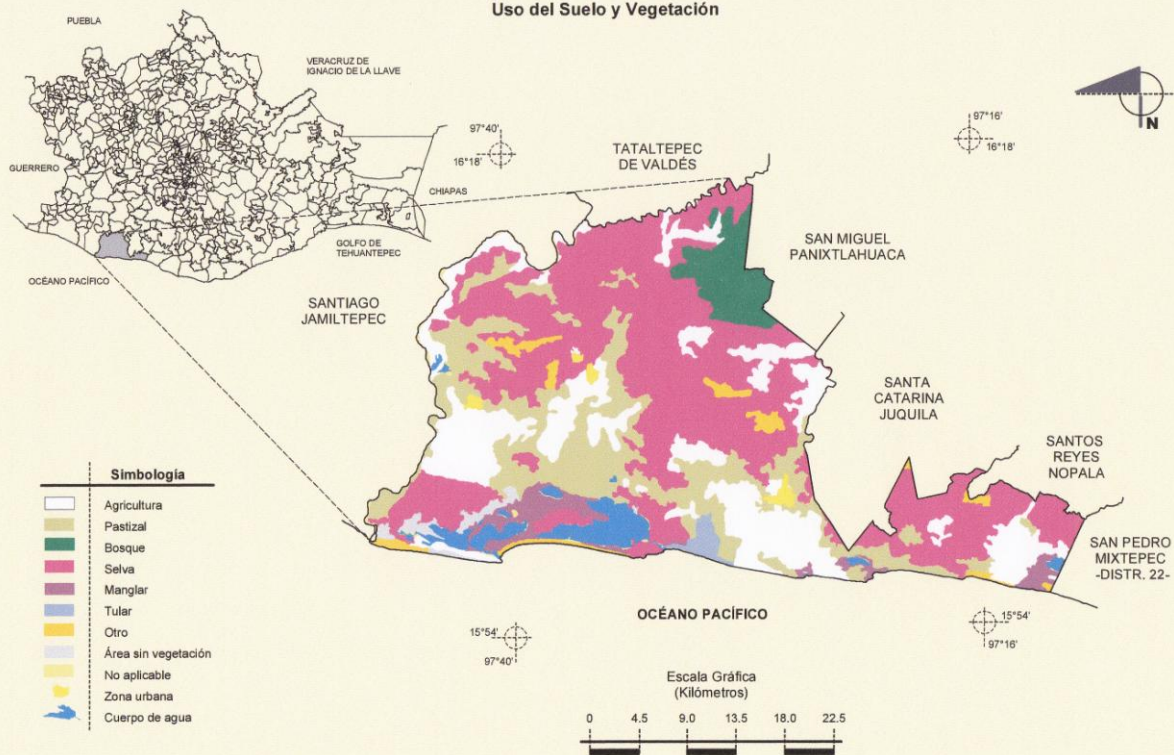 Uso del Suelo y Vegetación
PUEBLA
VERACRUZ DE
IGNACIO DE LA LLAVE
GUERRERO
CHIAPAS
GOLFO DE
TEHUANTEPEC
OCÉANO PACÍFICO
97°40'
16°18'
97°16'
16°18'
N
TATALTEPEC
DE VALDÉS
SAN MIGUEL
PANIXTLAHUACA
SANTIAGO
JAMILTEPEC
SANTA
CATARINA
JUQUILA
SANTOS
REYES
NOPALA
SAN PEDRO
MIXTEPEC
-DISTR. 22-
OCÉANO PACÍFICO
15°54'
97°40'
15°54'
97°16'
Simbología
Agricultura
Pastizal
Bosque
Selva
Manglar
Tular
Otro
Área sin vegetación
No aplicable
Zona urbana
Cuerpo de agua
Escala Gráfica
(Kilómetros)
0 4.5 9.0 13.5 18.0 22.5